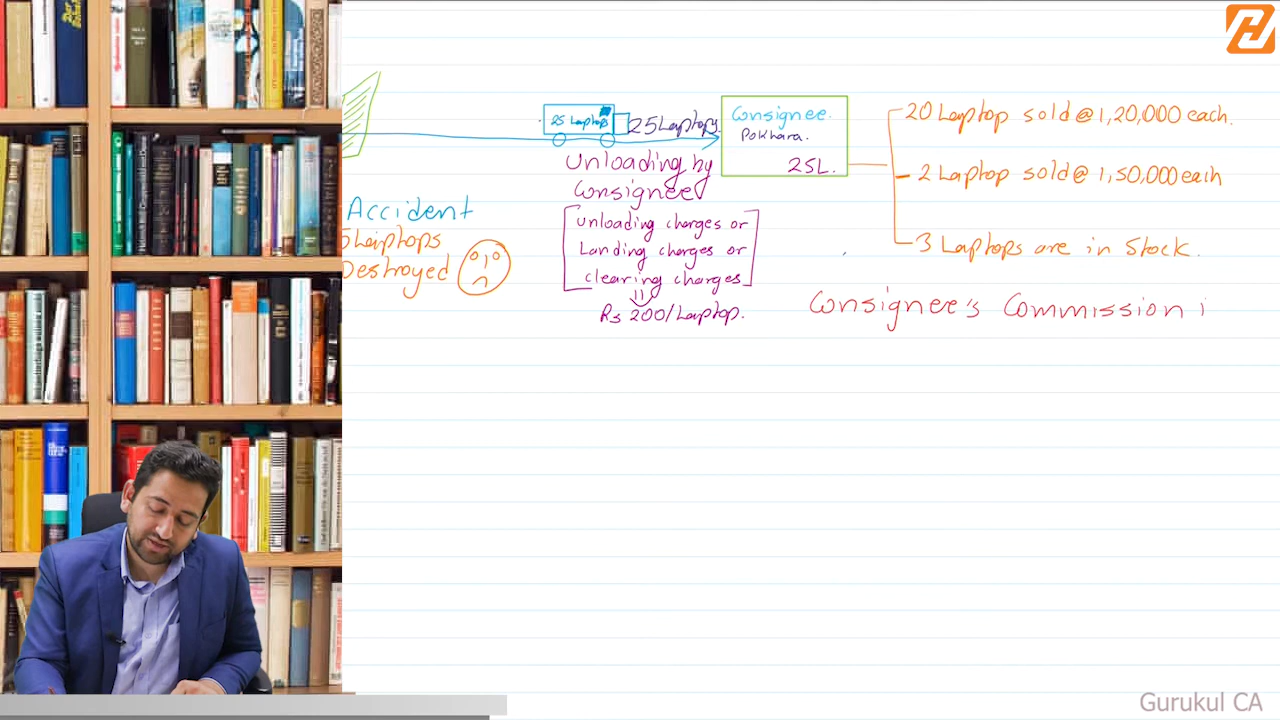 25 Laptops
25 Laptops
Consignee.
Pokhara.
25L.
20 Laptop sold @ 1,20,000 each.
2 Laptop sold @ 1,50,000 each
3 Laptops are in Stock.
Unloading by
Consignee
Unloading charges or
Landing charges or
clearing charges
Rs 200/Laptop.
Accident
5 Laptops
Destroyed
Consignee's Commission
Gurukul CA